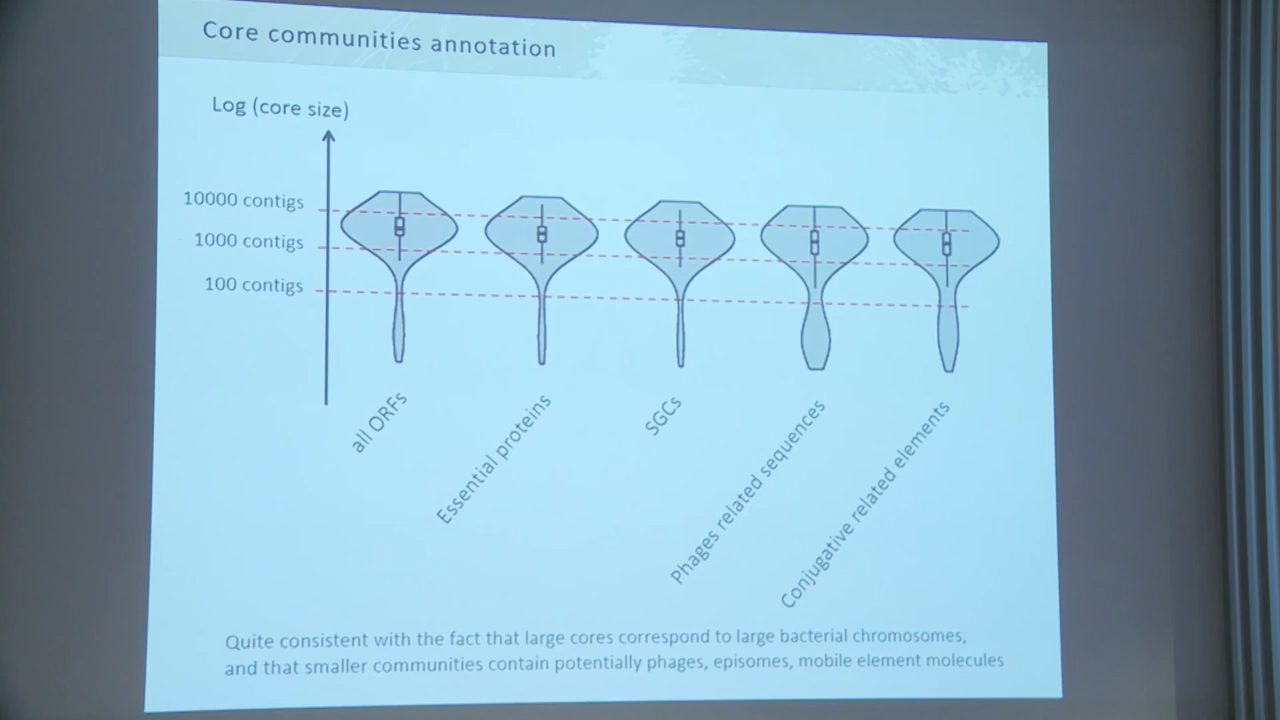 Core communities annotation
Log (core size)
10000 contigs
1000 contigs
100 contigs
all ORFs
Essential proteins
SGCs
Phages related sequences
Conjugative related elements
Quite consistent with the fact that large cores correspond to large bacterial chromosomes,
and that smaller communities contain potentially phages, episomes, mobile element molecules